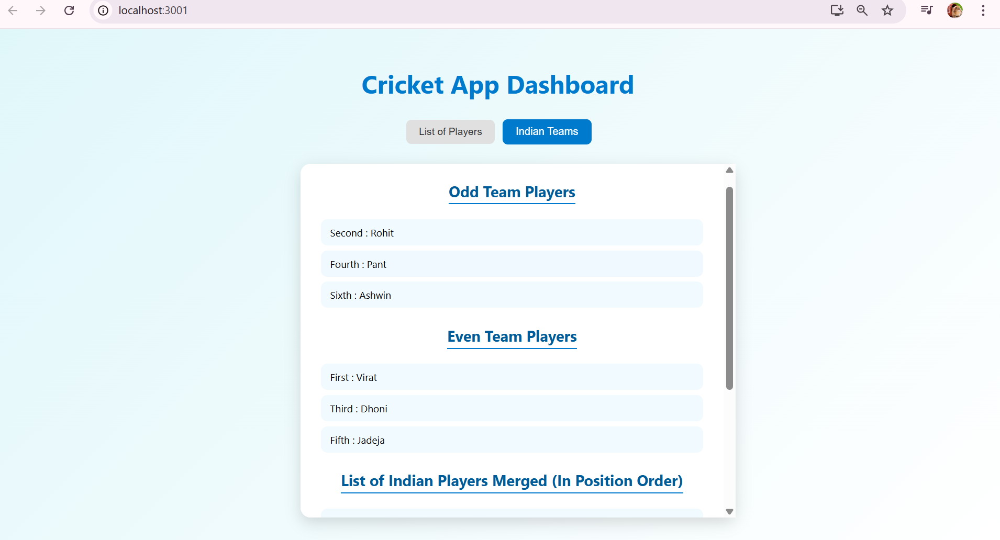 localhost:3001
Cricket App Dashboard
List of Players
Indian Teams
Odd Team Players
Second : Rohit
Fourth : Pant
Sixth : Ashwin
Even Team Players
First : Virat
Third : Dhoni
Fifth : Jadeja
List of Indian Players Merged (In Position Order)